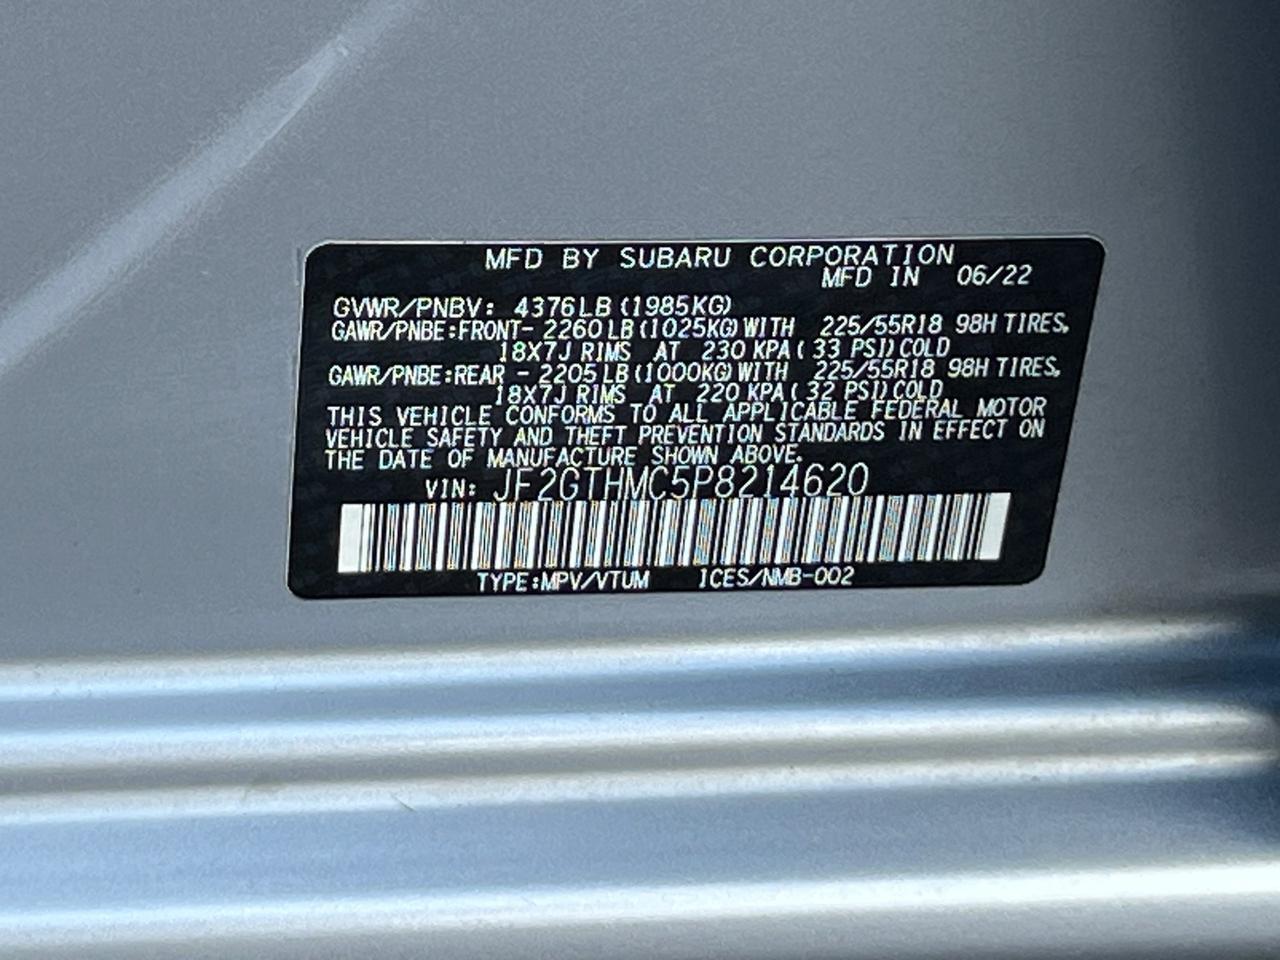 MFD BY SUBARU CORPORATION
MFD IN 06/22
GVWR/PNBV: 4376LB (1985KG)
GAWR/PNBE:FRONT- 2260LB (1025KG) WITH 225/55R18 98H TIRES,
18X7J RIMS AT 230 KPA ( 33 PSI) COLD
GAWR/PNBE:REAR - 2205LB (1000KG) WITH 225/55R18 98H TIRES,
18X7J RIMS AT 220 KPA ( 32 PSI) COLD
THIS VEHICLE CONFORMS TO ALL APPLICABLE FEDERAL MOTOR
VEHICLE SAFETY AND THEFT PREVENTION STANDARDS IN EFFECT ON
THE DATE OF MANUFACTURE SHOWN ABOVE.
VIN: JF2GTHMC5P8214620
TYPE:MPV/VTUM ICES/NMB-002